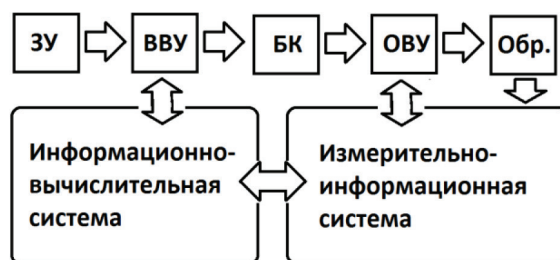 ЗУ
ВВУ
БК
ОВУ
Обр.
Информационно-
вычислительная
система
Измерительно-
информационная
система